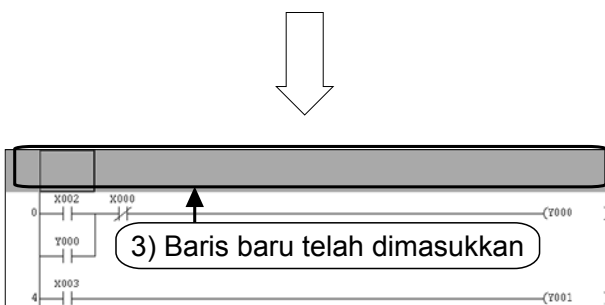 X002 X000
0 (Y000
Y000
3) Baris baru telah dimasukkan
X003
4 (Y001